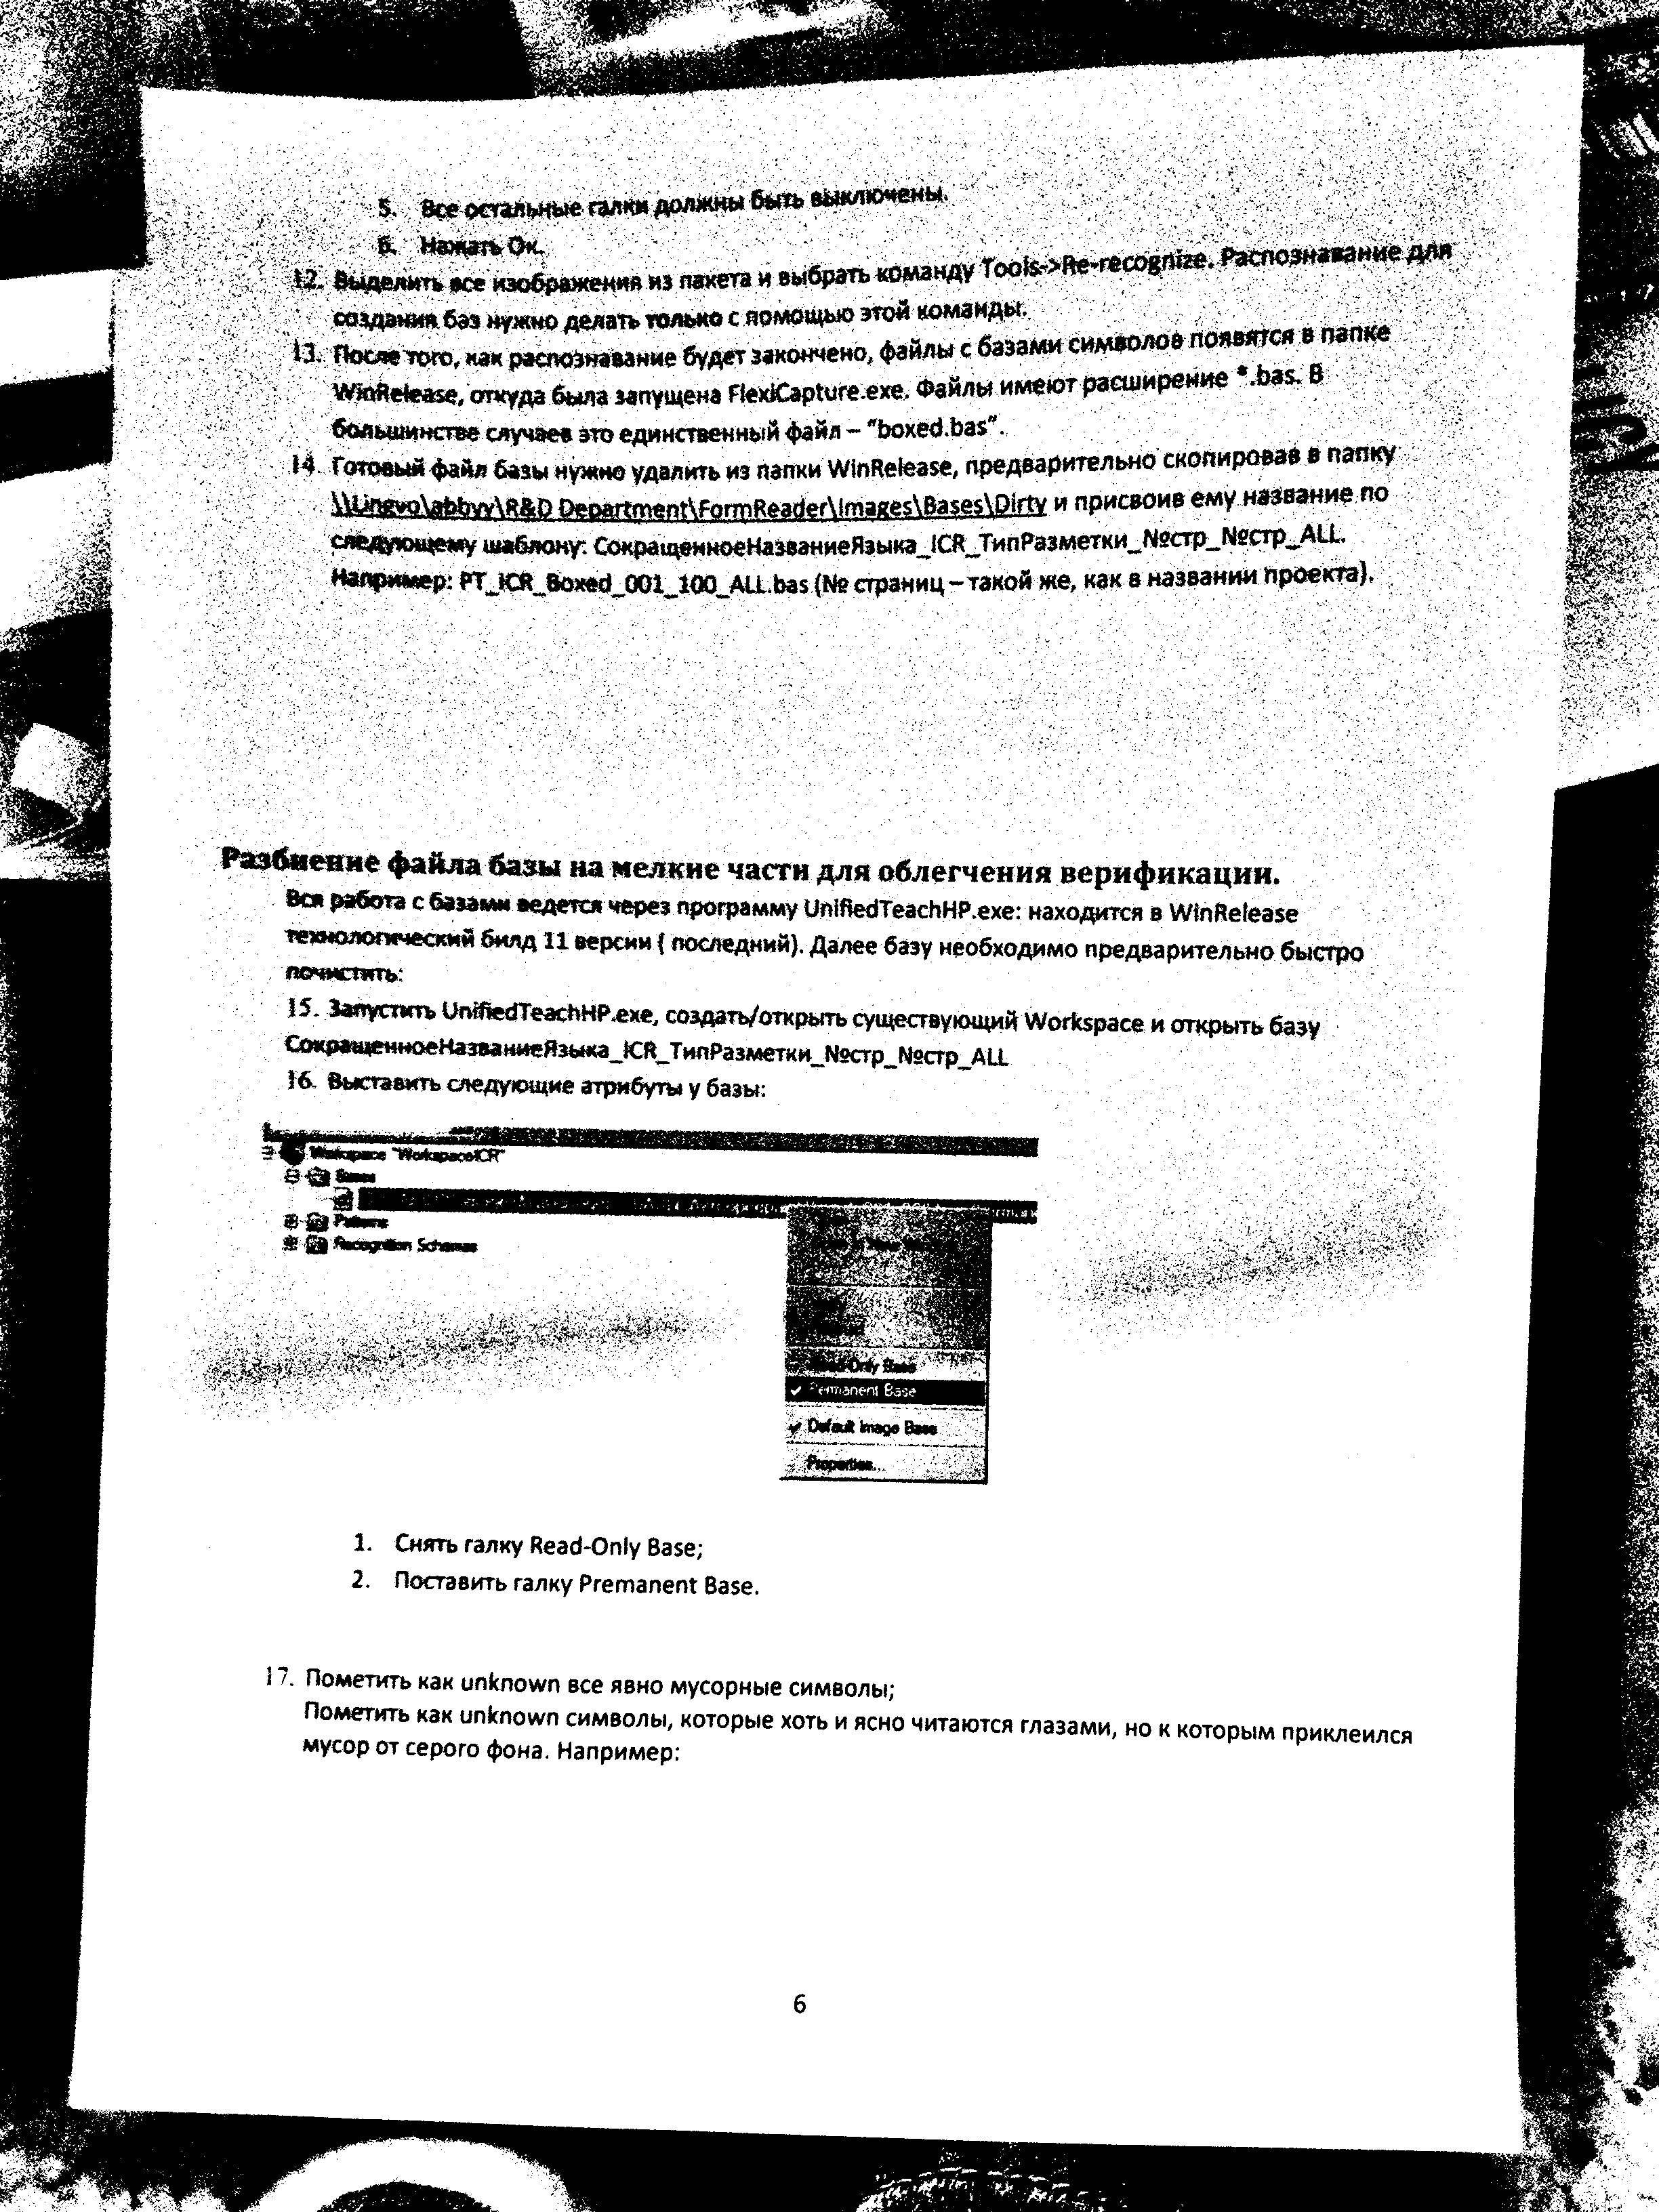 5. Все остальные галки должны быть выключены.
6. Нажать Ок.
12. Выделить все изображения из пакета и выбрать команду Tools->Re-recognize. Распознавание для
создания баз нужно делать только с помощью этой команды.
13. После того, как распознавание будет закончено, файлы с базами символов появятся в папке
WinRelease, откуда была запущена FlexiCapture.exe. Файлы имеют расширение *.bas. В
большинстве случаев это единственный файл – "boxed.bas".
14. Готовый файл базы нужно удалить из папки WinRelease, предварительно скопировав в папку
\\Lingvo\abbyy\R&D Department\FormReader\Images\Bases\Dirty и присвоив ему название по
следующему шаблону: СокращенноеНазваниеЯзыка_ICR_ТипРазметки_№стр_№стр_ALL.
Например: PT_ICR_Boxed_001_100_ALL.bas (№ страниц – такой же, как в названии проекта).
Разбиение файла базы на мелкие части для облегчения верификации.
Вся работа с базами ведется через программу UnifiedTeachHP.exe: находится в WinRelease
технологический билд 11 версии ( последний). Далее базу необходимо предварительно быстро
почистить:
15. Запустить UnifiedTeachHP.exe, создать/открыть существующий Workspace и открыть базу
СокращенноеНазваниеЯзыка_ICR_ТипРазметки_№стр_№стр_ALL
16. Выставить следующие атрибуты у базы:
Workspace "WorkspaceICR"
Bases
Patterns
Recognition Schemas
Read-Only Base
Permanent Base
Default Image Base
Properties...
1. Снять галку Read-Only Base;
2. Поставить галку Premanent Base.
17. Пометить как unknown все явно мусорные символы;
Пометить как unknown символы, которые хоть и ясно читаются глазами, но к которым приклеился
мусор от серого фона. Например:
6